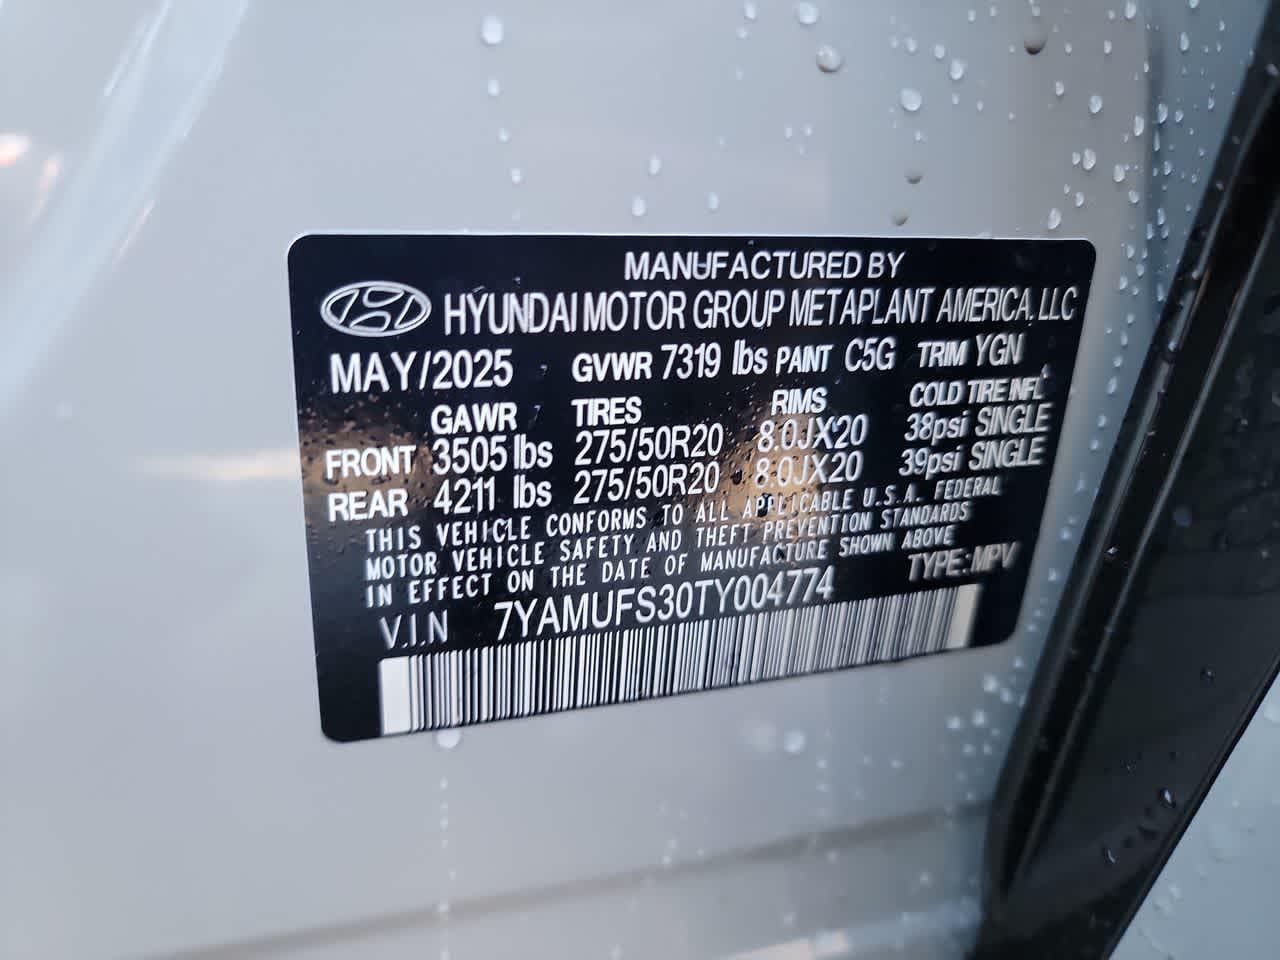 MANUFACTURED BY
HYUNDAI MOTOR GROUP METAPLANT AMERICA, LLC
MAY/2025 GVWR 7319 lbs PAINT C5G TRIM YGN
GAWR TIRES RIMS COLD TIRE INFL
FRONT 3505 lbs 275/50R20 8.0JX20 38psi SINGLE
REAR 4211 lbs 275/50R20 8.0JX20 39psi SINGLE
THIS VEHICLE CONFORMS TO ALL APPLICABLE U.S.A. FEDERAL
MOTOR VEHICLE SAFETY AND THEFT PREVENTION STANDARDS
IN EFFECT ON THE DATE OF MANUFACTURE SHOWN ABOVE
V.I.N 7YAMUFS30TY004774 TYPE: MPV